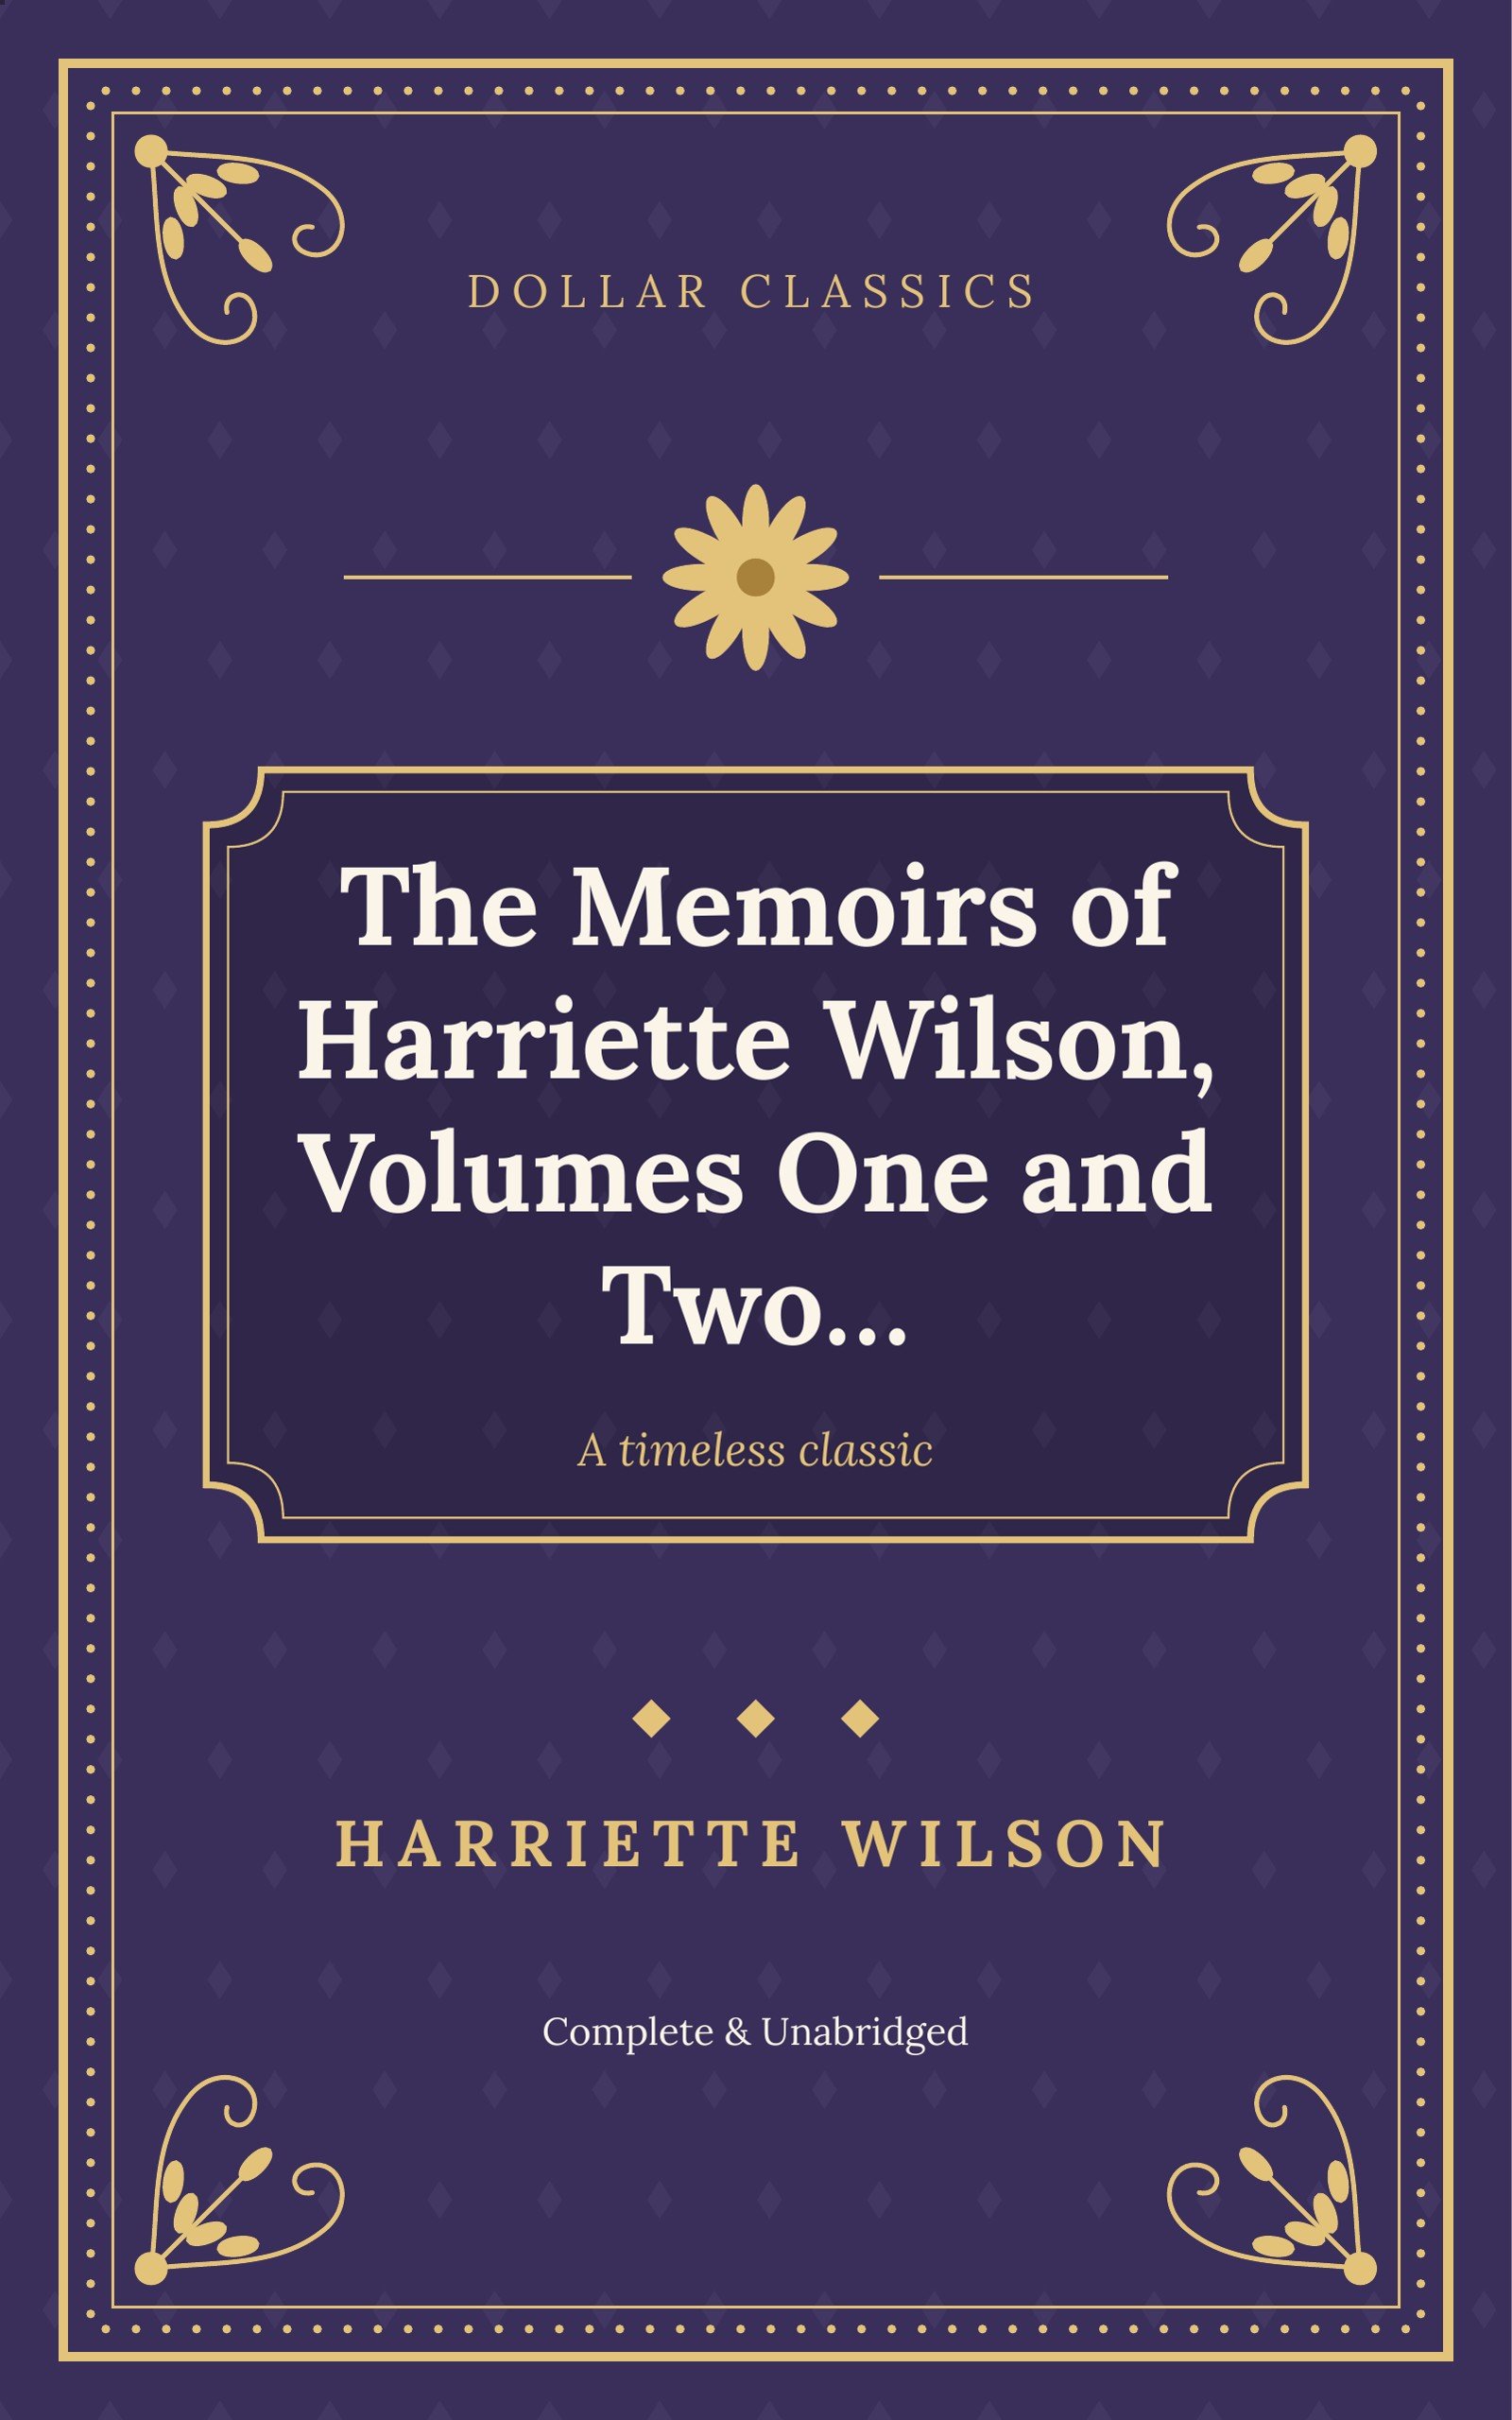 DOLLAR CLASSICS
The Memoirs of
Harriette Wilson,
Volumes One and
Two...
A timeless classic
HARRIETTE WILSON
Complete & Unabridged